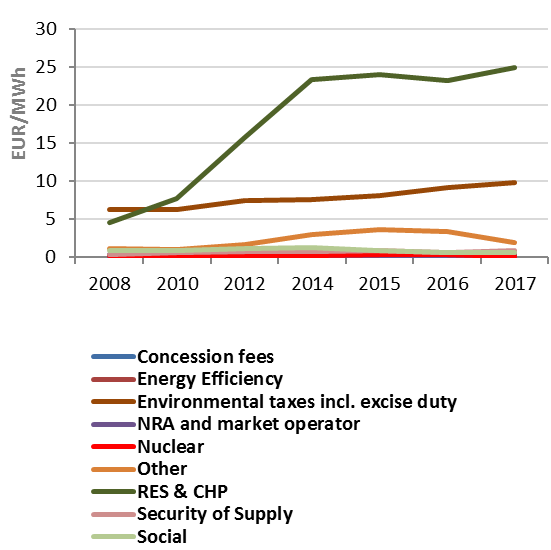 30
25
20
15
10
5
0
EUR/MWh
2008 2010 2012 2014 2015 2016 2017
Concession fees
Energy Efficiency
Environmental taxes incl. excise duty
NRA and market operator
Nuclear
Other
RES & CHP
Security of Supply
Social